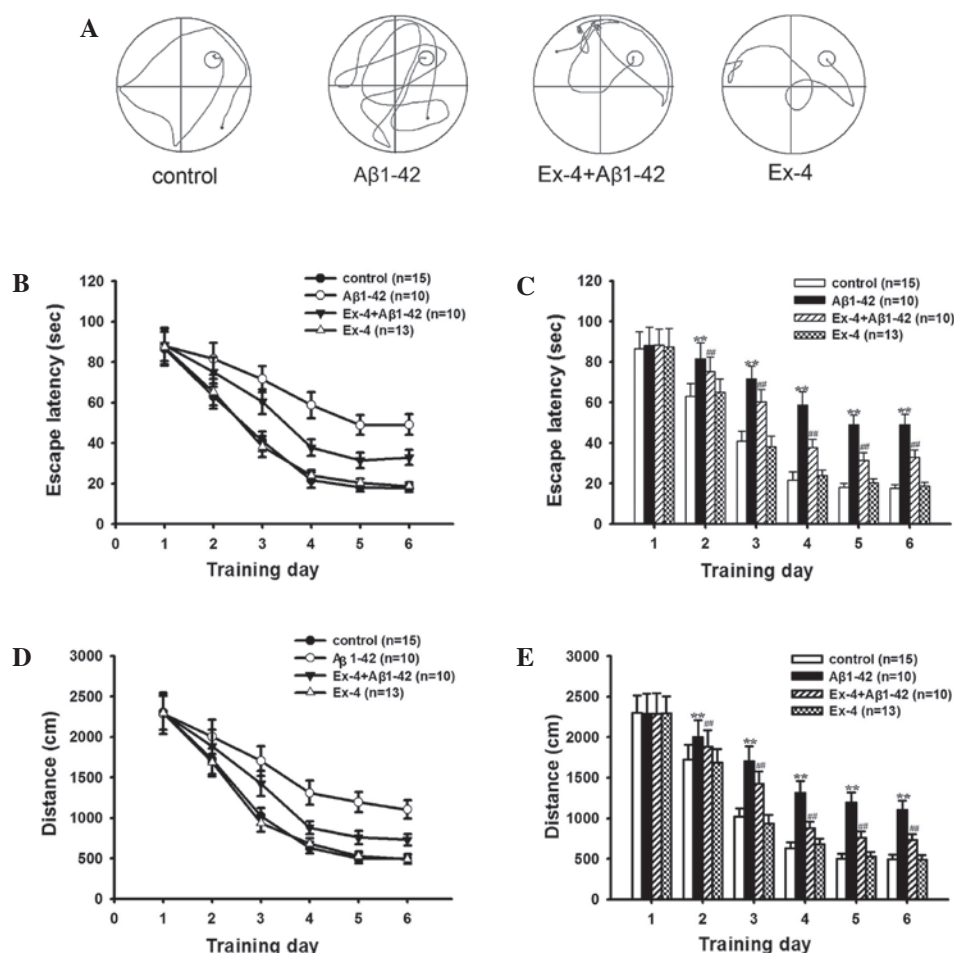 A
control
Aβ1-42
Ex-4+Aβ1-42
Ex-4
B
control (n=15)
Aβ1-42 (n=10)
Ex-4+Aβ1-42 (n=10)
Ex-4 (n=13)
Escape latency (sec)
120
100
80
60
40
20
0
0 1 2 3 4 5 6
Training day
C
control (n=15)
Aβ1-42 (n=10)
Ex-4+Aβ1-42 (n=10)
Ex-4 (n=13)
Escape latency (sec)
120
100
80
60
40
20
0
** ## ** ## ** ## ** ## ** ##
1 2 3 4 5 6
Training day
D
control (n=15)
Aβ 1-42 (n=10)
Ex-4+Aβ1-42 (n=10)
Ex-4 (n=13)
Distance (cm)
3000
2500
2000
1500
1000
500
0
0 1 2 3 4 5 6
Training day
E
control (n=15)
Aβ1-42 (n=10)
Ex-4+Aβ1-42 (n=10)
Ex-4 (n=13)
Distance (cm)
3000
2500
2000
1500
1000
500
0
** ## ** ## ** ## ** ## ** ##
1 2 3 4 5 6
Training day